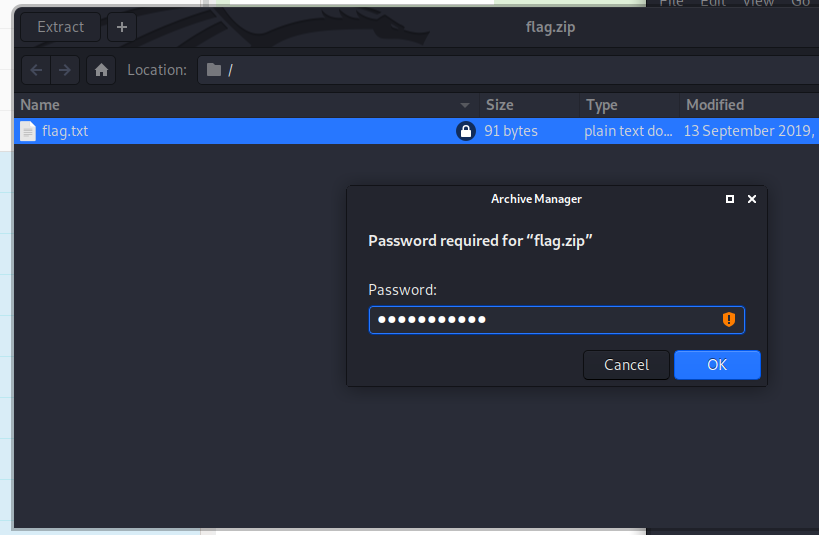 File Edit View Go
Extract + flag.zip
Location: /
Name Size Type Modified
flag.txt 91 bytes plain text do... 13 September 2019,
Archive Manager
Password required for “flag.zip”
Password:
●●●●●●●●●●●
Cancel OK